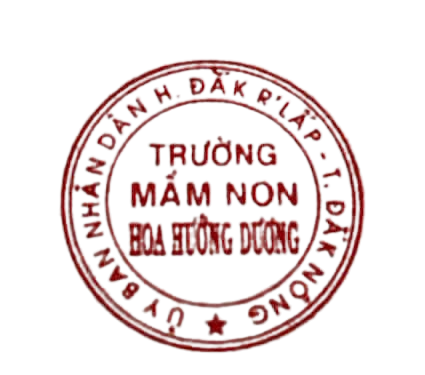 ỦY BAN NHÂN DÂN H. ĐẮK R'LẤP - T. ĐẮK NÔNG ★
TRƯỜNG
MẦM NON
HOA HƯỚNG DƯƠNG